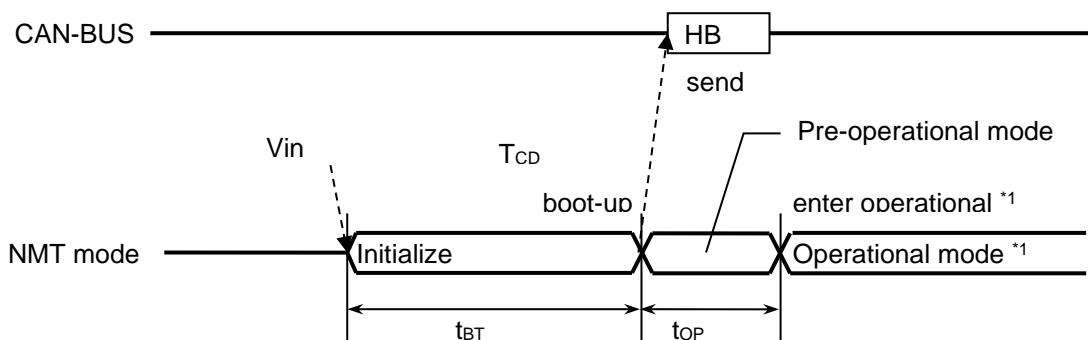 CAN-BUS
HB
send
Pre-operational mode
Vin
TCD
boot-up
enter operational *1
NMT mode
Initialize
Operational mode *1
tBT
tOP